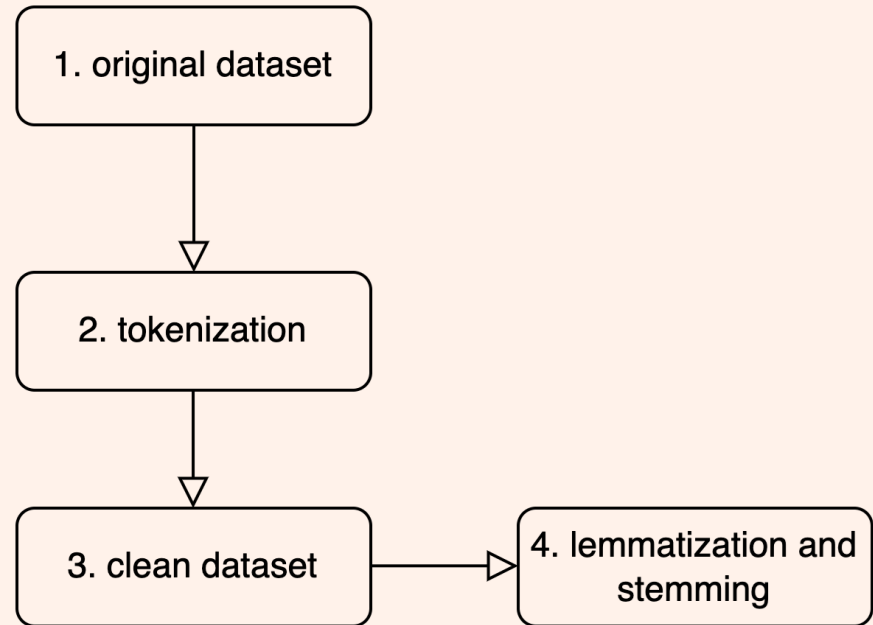 1. original dataset
2. tokenization
3. clean dataset
4. lemmatization and
stemming